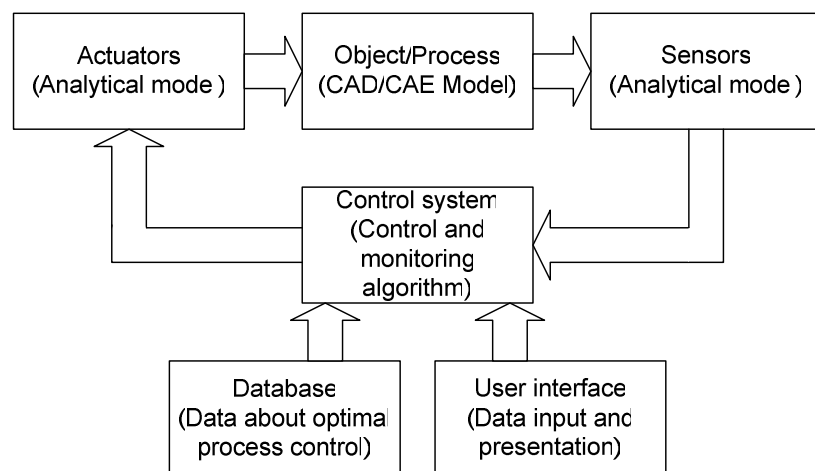 Actuators
(Analytical mode)
Object/Process
(CAD/CAE Model)
Sensors
(Analytical mode)
Control system
(Control and
monitoring
algorithm)
Database
(Data about optimal
process control)
User interface
(Data input and
presentation)